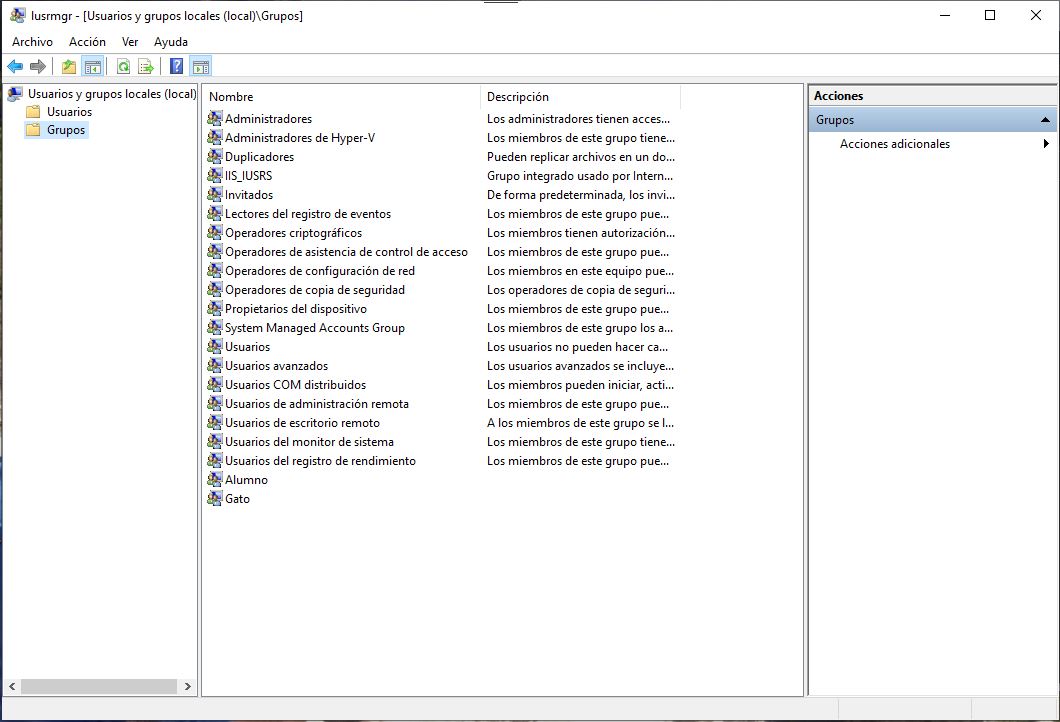 lusrmgr - [Usuarios y grupos locales (local)\Grupos]
Archivo Acción Ver Ayuda
Usuarios y grupos locales (local)
Usuarios
Grupos
Nombre Descripción
Administradores Los administradores tienen acces...
Administradores de Hyper-V Los miembros de este grupo tiene...
Duplicadores Pueden replicar archivos en un do...
IIS_IUSRS Grupo integrado usado por Intern...
Invitados De forma predeterminada, los invi...
Lectores del registro de eventos Los miembros de este grupo pue...
Operadores criptográficos Los miembros tienen autorización...
Operadores de asistencia de control de acceso Los miembros de este grupo pue...
Operadores de configuración de red Los miembros en este equipo pue...
Operadores de copia de seguridad Los operadores de copia de seguri...
Propietarios del dispositivo Los miembros de este grupo pue...
System Managed Accounts Group Los miembros de este grupo los a...
Usuarios Los usuarios no pueden hacer ca...
Usuarios avanzados Los usuarios avanzados se incluye...
Usuarios COM distribuidos Los miembros pueden iniciar, acti...
Usuarios de administración remota Los miembros de este grupo pue...
Usuarios de escritorio remoto A los miembros de este grupo se l...
Usuarios del monitor de sistema Los miembros de este grupo tiene...
Usuarios del registro de rendimiento Los miembros de este grupo pue...
Alumno
Gato
Acciones
Grupos
Acciones adicionales